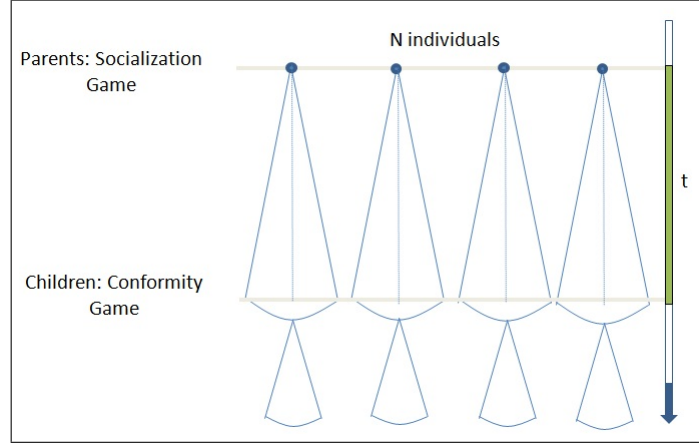 N individuals
Parents: Socialization
Game
t
Children: Conformity
Game